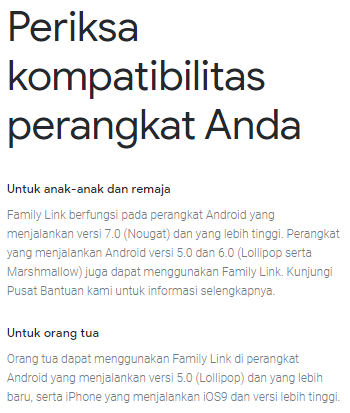 Periksa
kompatibilitas
perangkat Anda
Untuk anak-anak dan remaja
Family Link berfungsi pada perangkat Android yang
menjalankan versi 7.0 (Nougat) dan yang lebih tinggi. Perangkat
yang menjalankan Android versi 5.0 dan 6.0 (Lollipop serta
Marshmallow) juga dapat menggunakan Family Link. Kunjungi
Pusat Bantuan kami untuk informasi selengkapnya.
Untuk orang tua
Orang tua dapat menggunakan Family Link di perangkat
Android yang menjalankan versi 5.0 (Lollipop) dan yang lebih
baru, serta iPhone yang menjalankan iOS9 dan versi lebih tinggi.